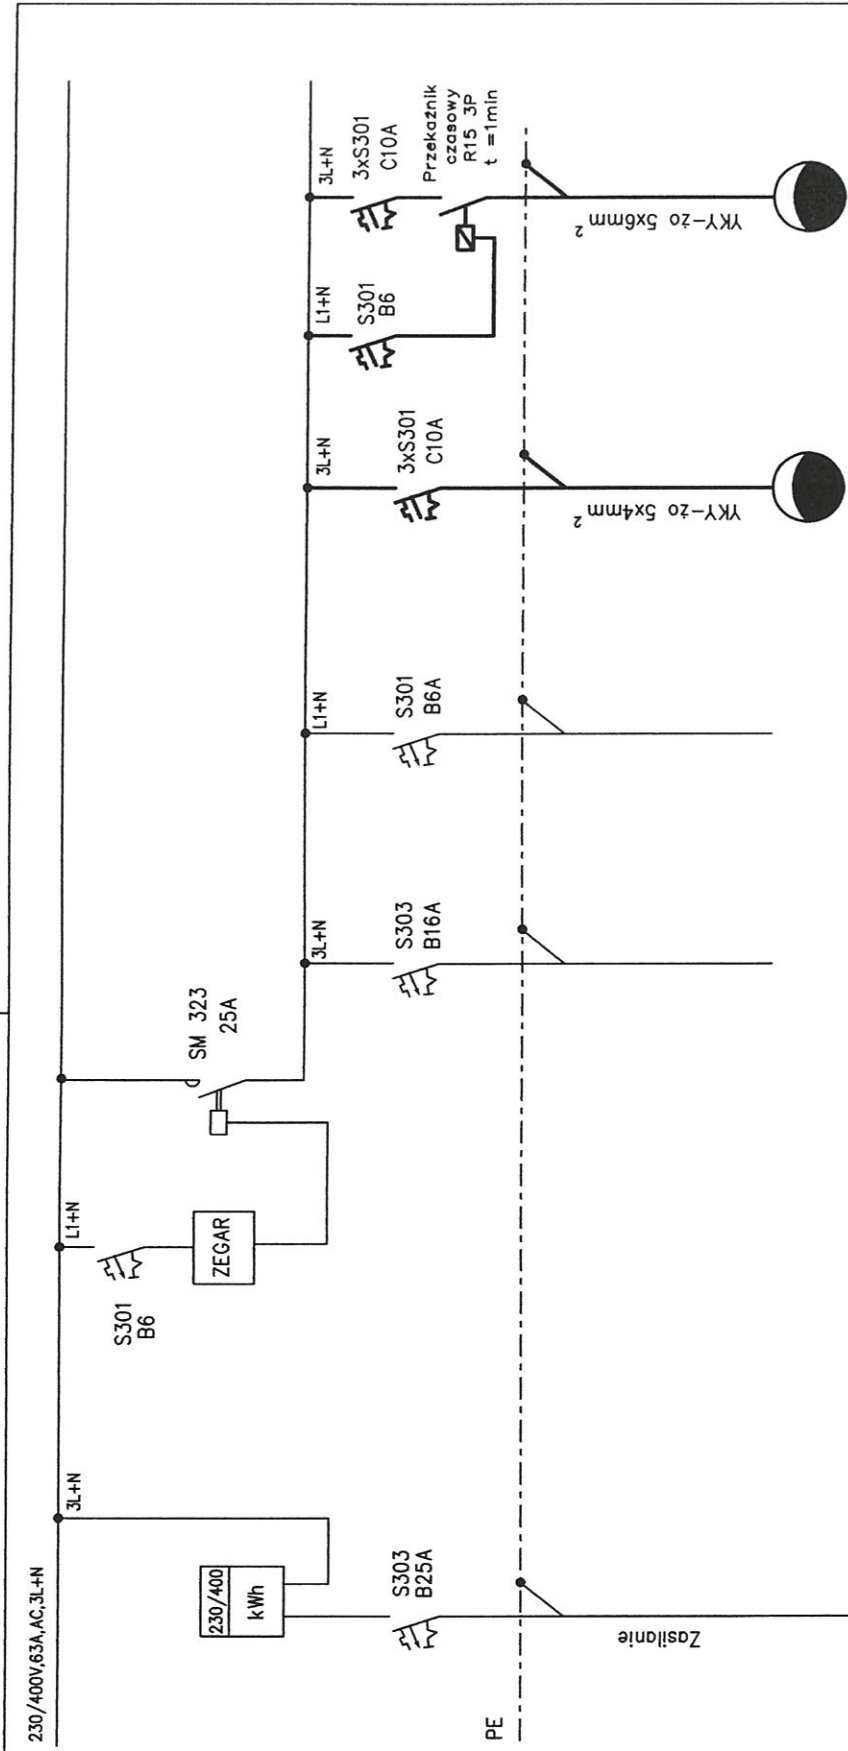 230/400V,63A,AC,3L+N
3L+N
230/400
kWh
S303
B25A
Zasilanie
PE
L1+N
S301
B6
ZEGAR
SM 323
25A
3L+N
S303
B16A
L1+N
S301
B6A
3L+N
3xS301
C10A
YKY-żo 5x4mm²
L1+N
S301
B6
3L+N
3xS301
C10A
Przekaźnik
czasowy
R15 3P
t =1min
YKY-żo 5x6mm²